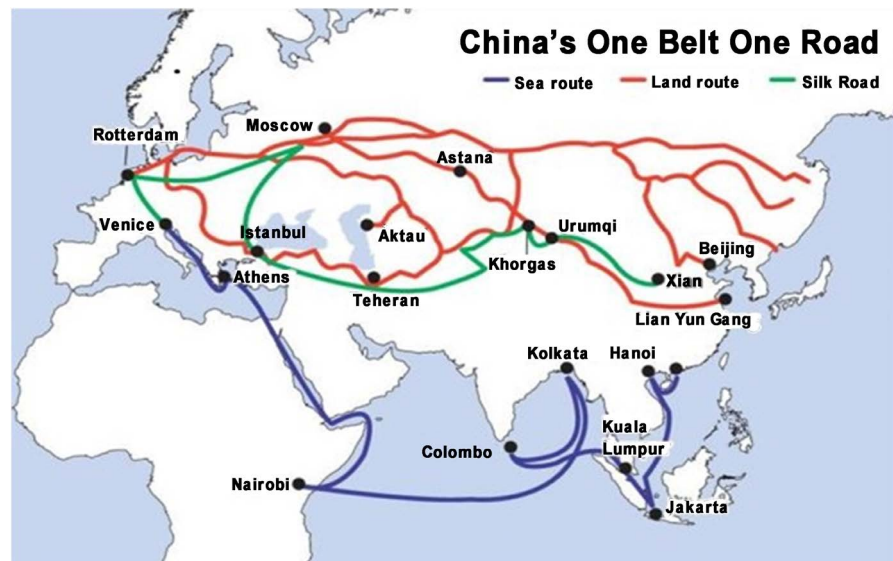 China's One Belt One Road
Sea route
Land route
Silk Road
Rotterdam
Moscow
Astana
Venice
Istanbul
Aktau
Urumqi
Khorgas
Beijing
Athens
Teheran
Xian
Lian Yun Gang
Kolkata
Hanoi
Colombo
Kuala
Lumpur
Nairobi
Jakarta